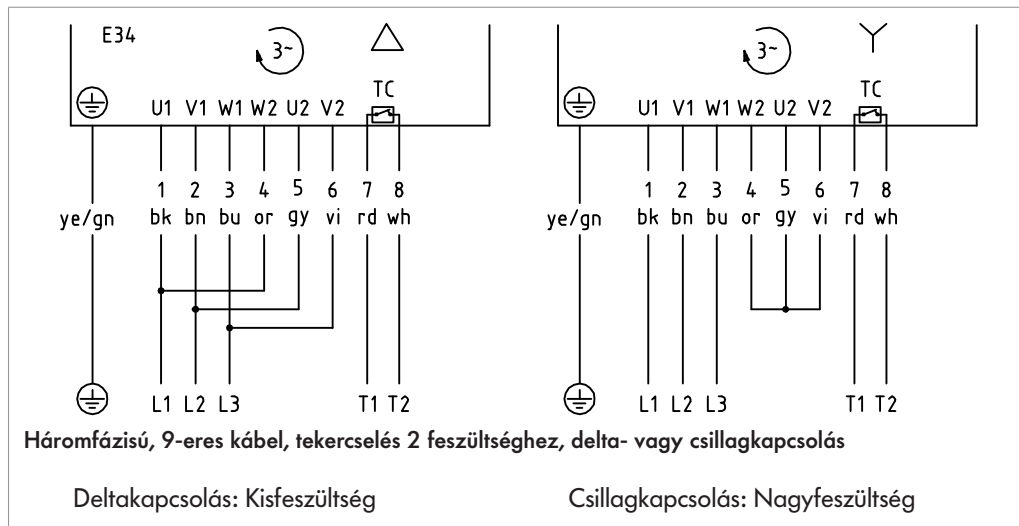 E34 3~
TC
U1 V1 W1 W2 U2 V2
1 2 3 4 5 6 7 8
ye/gn bk bn bu or gy vi rd wh
L1 L2 L3 T1 T2
3~
TC
U1 V1 W1 W2 U2 V2
1 2 3 4 5 6 7 8
ye/gn bk bn bu or gy vi rd wh
L1 L2 L3 T1 T2
Háromfázisú, 9-eres kábel, tekercselés 2 feszültséghez, delta- vagy csillagkapcsolás
Deltakapcsolás: Kisfeszültség
Csillagkapcsolás: Nagyfeszültség